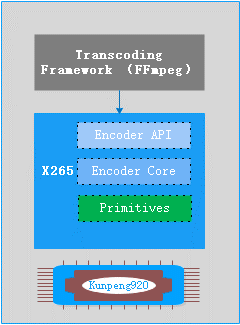 Transcoding
Framework （FFmpeg）
Encoder API
X265
Encoder Core
Primitives
Kunpeng920